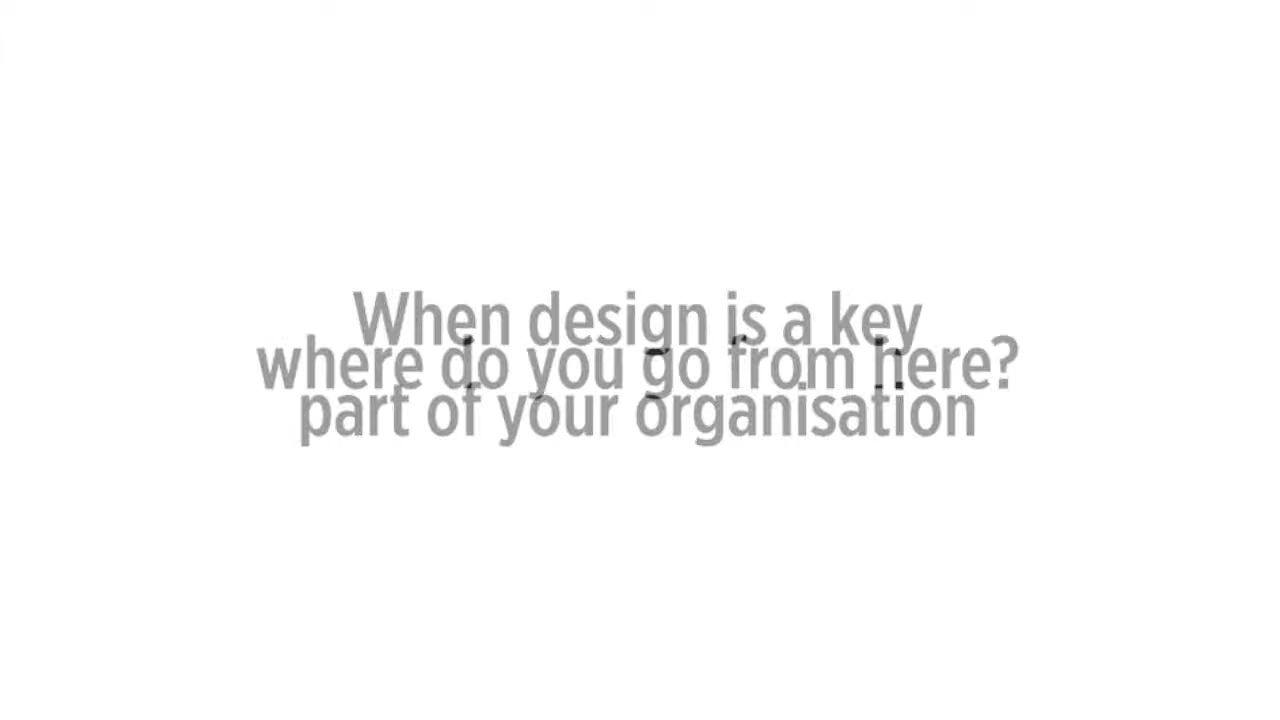 When design is a key
where do you go from here?
part of your organisation